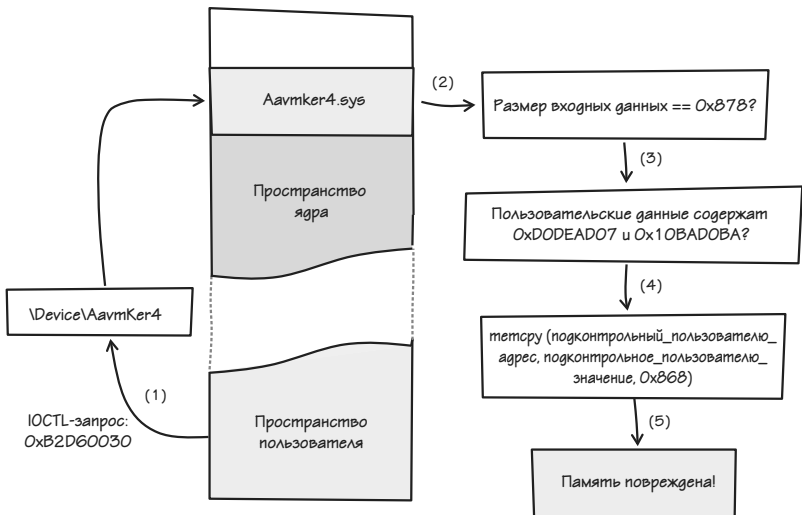 Aavmker4.sys
(2)
Размер входных данных == 0x878?
(3)
Пространство
ядра
Пользовательские данные содержат
0xD0DEAD07 и 0x10BAD0BA?
(4)
\Device\AavmKer4
memcpy (подконтрольный_пользователю_
адрес, подконтрольное_пользователю_
значение, 0x868)
(1)
(5)
IOCTL-запрос:
0xB2D60030
Пространство
пользователя
Память повреждена!